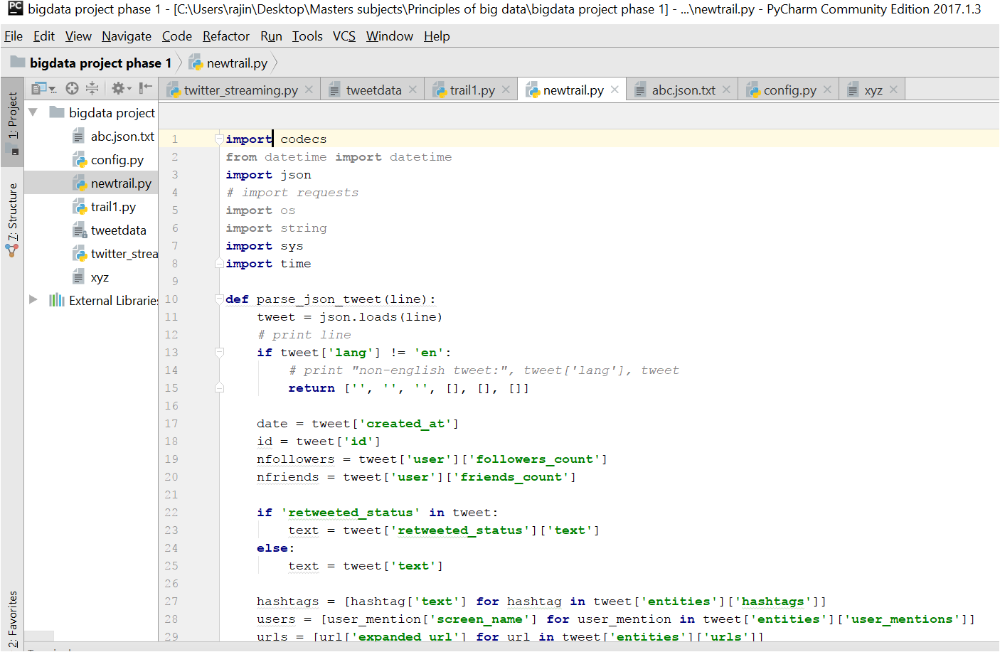 PC bigdata project phase 1 - [C:\Users\rajin\Desktop\Masters subjects\Principles of big data\bigdata project phase 1] - ...\newtrail.py - PyCharm Community Edition 2017.1.3
File Edit View Navigate Code Refactor Run Tools VCS Window Help
bigdata project phase 1 newtrail.py
1: Project
7: Structure
2: Favorites
twitter_streaming.py tweetdata trail1.py newtrail.py abc.json.txt config.py xyz
bigdata project
abc.json.txt
config.py
newtrail.py
trail1.py
tweetdata
twitter_strea
xyz
External Libraries
1 import codecs
2 from datetime import datetime
3 import json
4 # import requests
5 import os
6 import string
7 import sys
8 import time
9
10 def parse_json_tweet(line):
11 tweet = json.loads(line)
12 # print line
13 if tweet['lang'] != 'en':
14 # print "non-english tweet:", tweet['lang'], tweet
15 return ['', '', '', [], [], []]
16
17 date = tweet['created_at']
18 id = tweet['id']
19 nfollowers = tweet['user']['followers_count']
20 nfriends = tweet['user']['friends_count']
21
22 if 'retweeted_status' in tweet:
23 text = tweet['retweeted_status']['text']
24 else:
25 text = tweet['text']
26
27 hashtags = [hashtag['text'] for hashtag in tweet['entities']['hashtags']]
28 users = [user_mention['screen_name'] for user_mention in tweet['entities']['user_mentions']]
29 urls = [url['expanded_url'] for url in tweet['entities']['urls']]